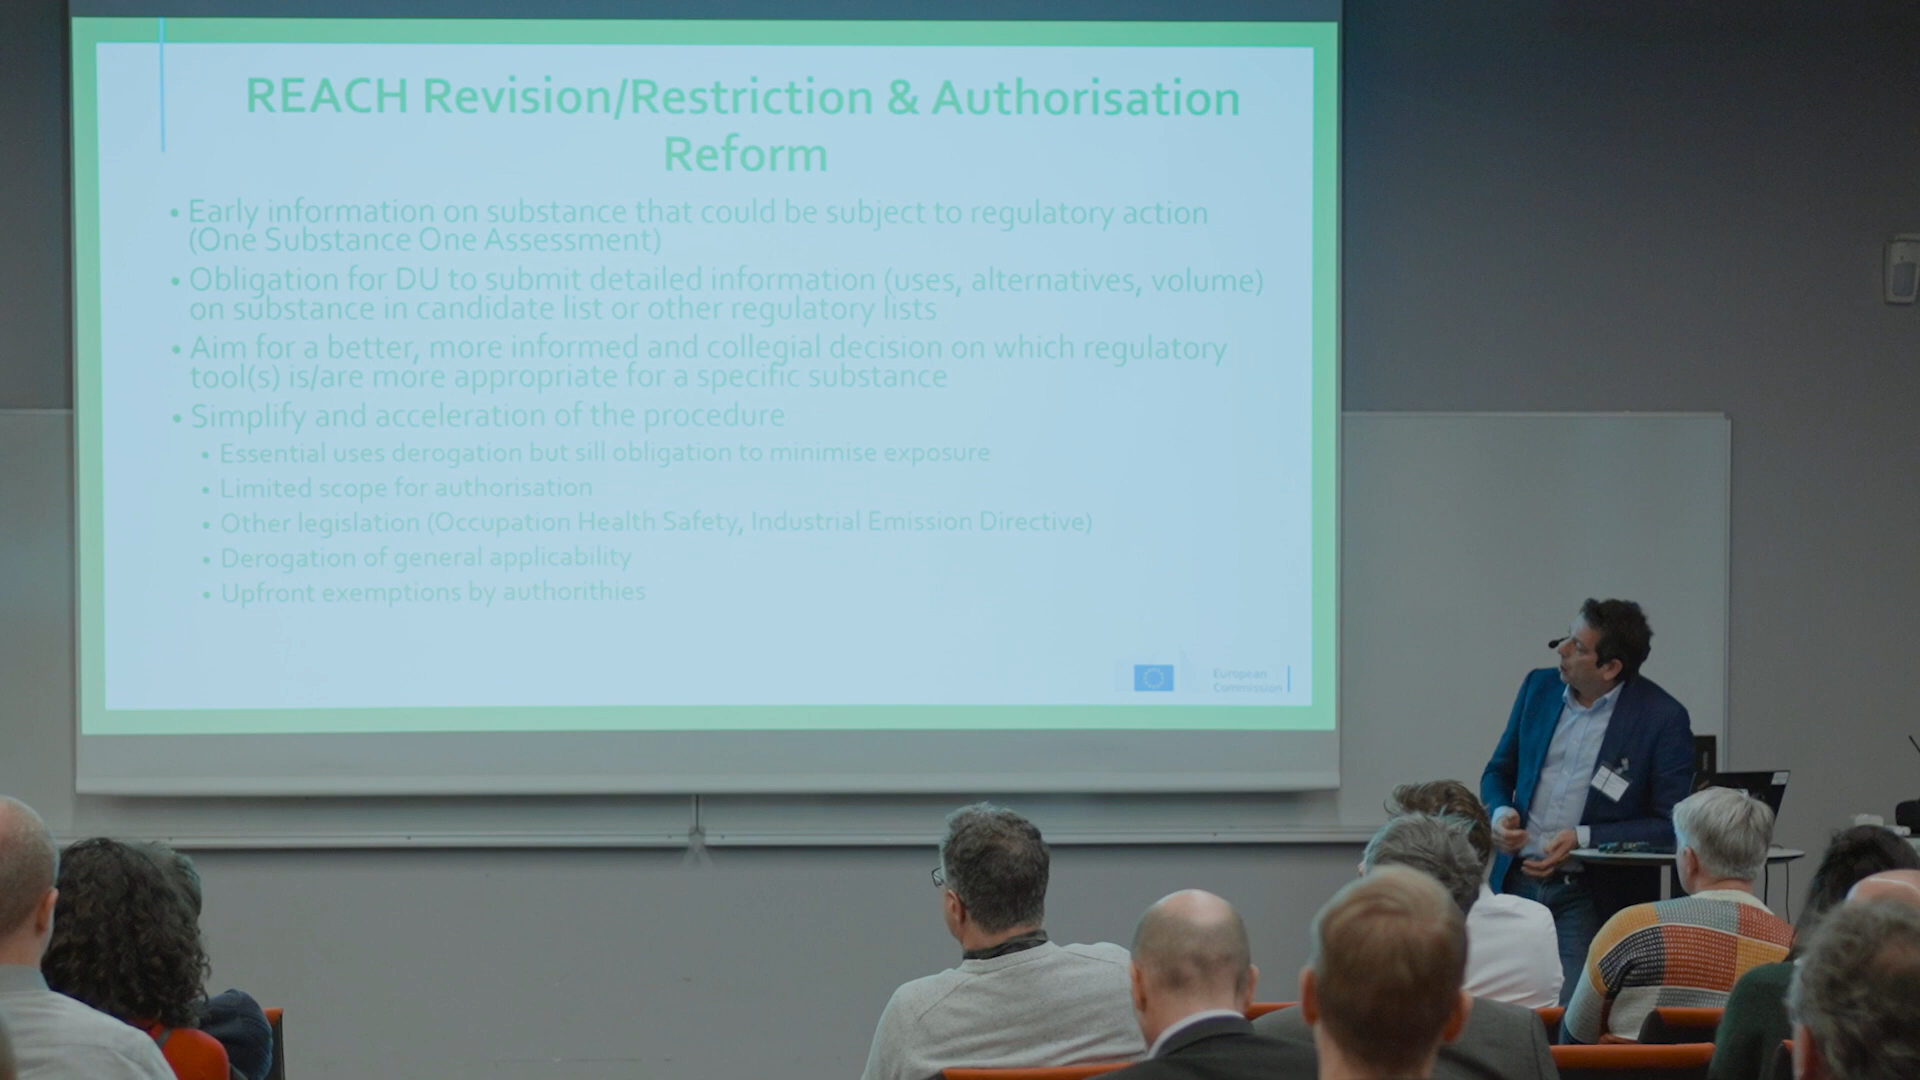 REACH Revision/Restriction & Authorisation
Reform
• Early information on substance that could be subject to regulatory action
(One Substance One Assessment)
• Obligation for DU to submit detailed information (uses, alternatives, volume)
on substance in candidate list or other regulatory lists
• Aim for a better, more informed and collegial decision on which regulatory
tool(s) is/are more appropriate for a specific substance
• Simplify and acceleration of the procedure
• Essential uses derogation but sill obligation to minimise exposure
• Limited scope for authorisation
• Other legislation (Occupation Health Safety, Industrial Emission Directive)
• Derogation of general applicability
• Upfront exemptions by authorithies
European
Commission